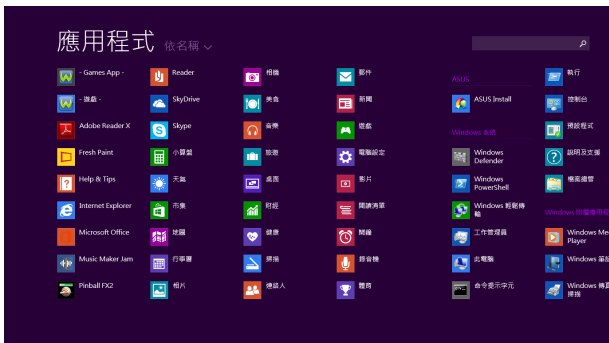 應用程式 依名稱
- Games App -
- 遊戲 -
Adobe Reader X
Fresh Paint
Help & Tips
Internet Explorer
Microsoft Office
Music Maker Jam
Pinball FX2
Reader
SkyDrive
Skype
小算盤
天氣
市集
地圖
行事曆
相片
相機
美食
音樂
旅遊
桌面
財經
健康
掃描
連絡人
郵件
新聞
遊戲
電腦設定
影片
閱讀清單
鬧鐘
錄音機
體育
ASUS
ASUS Install
Windows 系統
Windows
Defender
Windows
PowerShell
Windows 輕鬆傳
輸
工作管理員
此電腦
命令提示字元
執行
控制台
預設程式
說明及支援
檔案總管
Windows 附屬應用程
Windows Med
Player
Windows
Windows 傳真
掃描